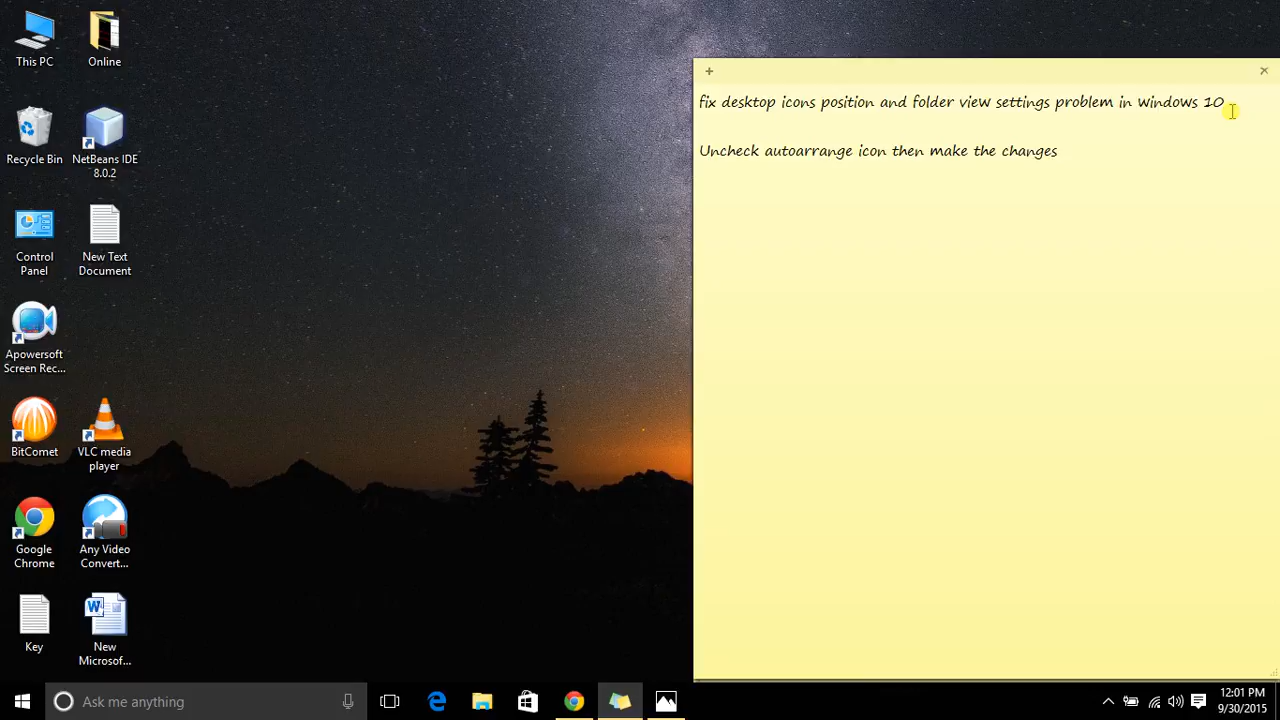 This PC
Online
Recycle Bin
NetBeans IDE
8.0.2
Control
Panel
New Text
Document
Apowersoft
Screen Rec...
BitComet
VLC media
player
Google
Chrome
Any Video
Convert...
Key
New
Microsof...
+
fix desktop icons position and folder view settings problem in windows 10
Uncheck autoarrange icon then make the changes
Ask me anything
12:01 PM
9/30/2015